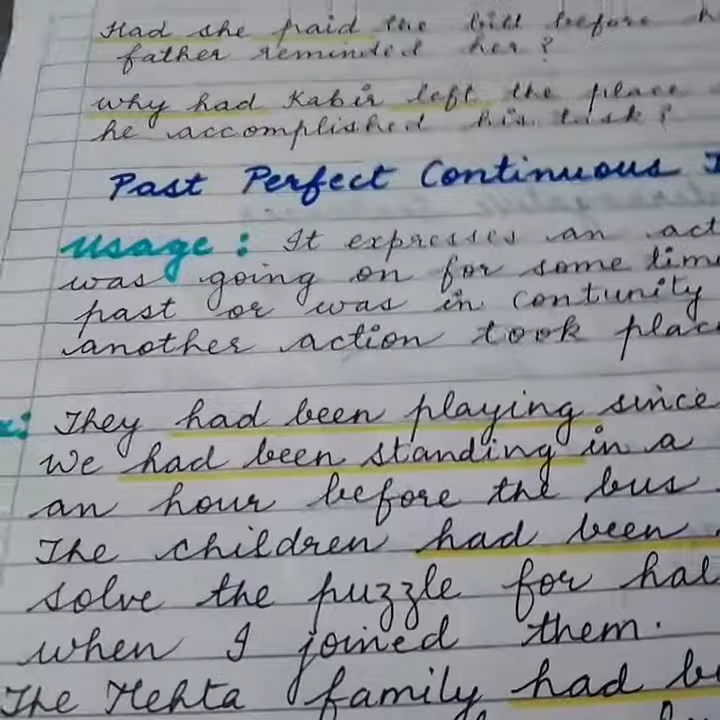 Had she paid the bill before h
father reminded her?
why had Kabir left the place
he accomplished his task?
Past Perfect Continuous T
usage: It expresses an act
was going on for some time
past or was in contunity
another action took plac
x: They had been playing since
We had been standing in a
an hour before the bus
The children had been
solve the puzzle for hal
when I joined them.
The Mehta family had be